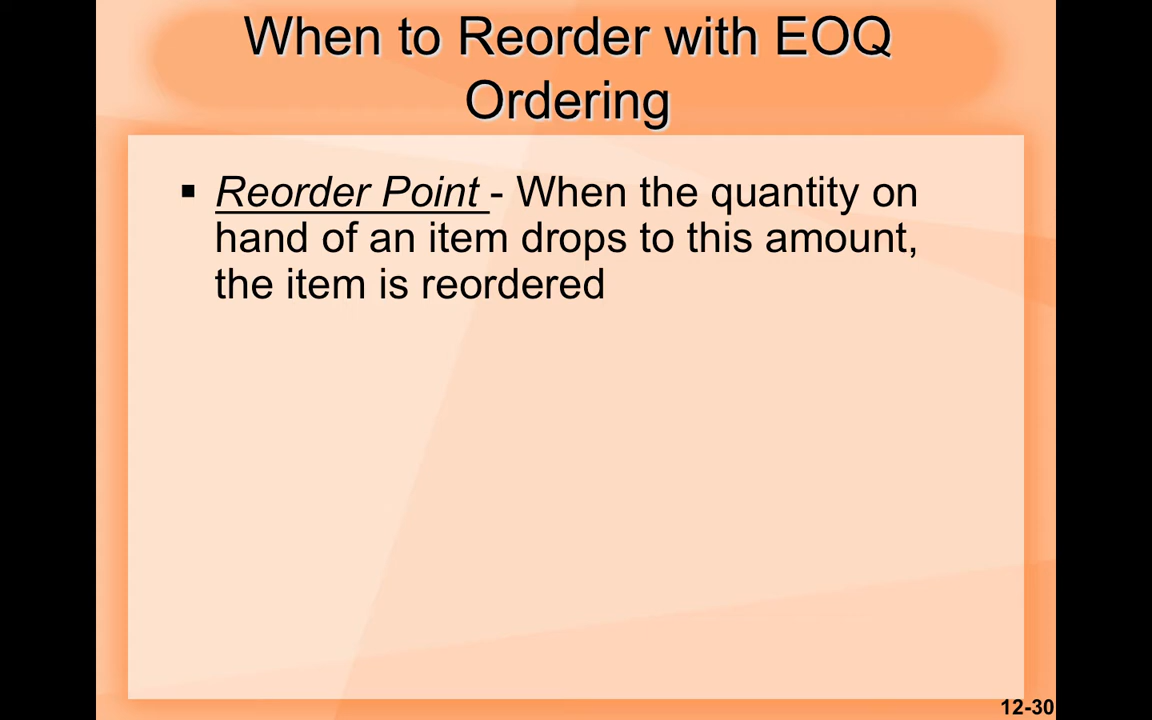 When to Reorder with EOQ
Ordering
▪ Reorder Point - When the quantity on
hand of an item drops to this amount,
the item is reordered
12-30